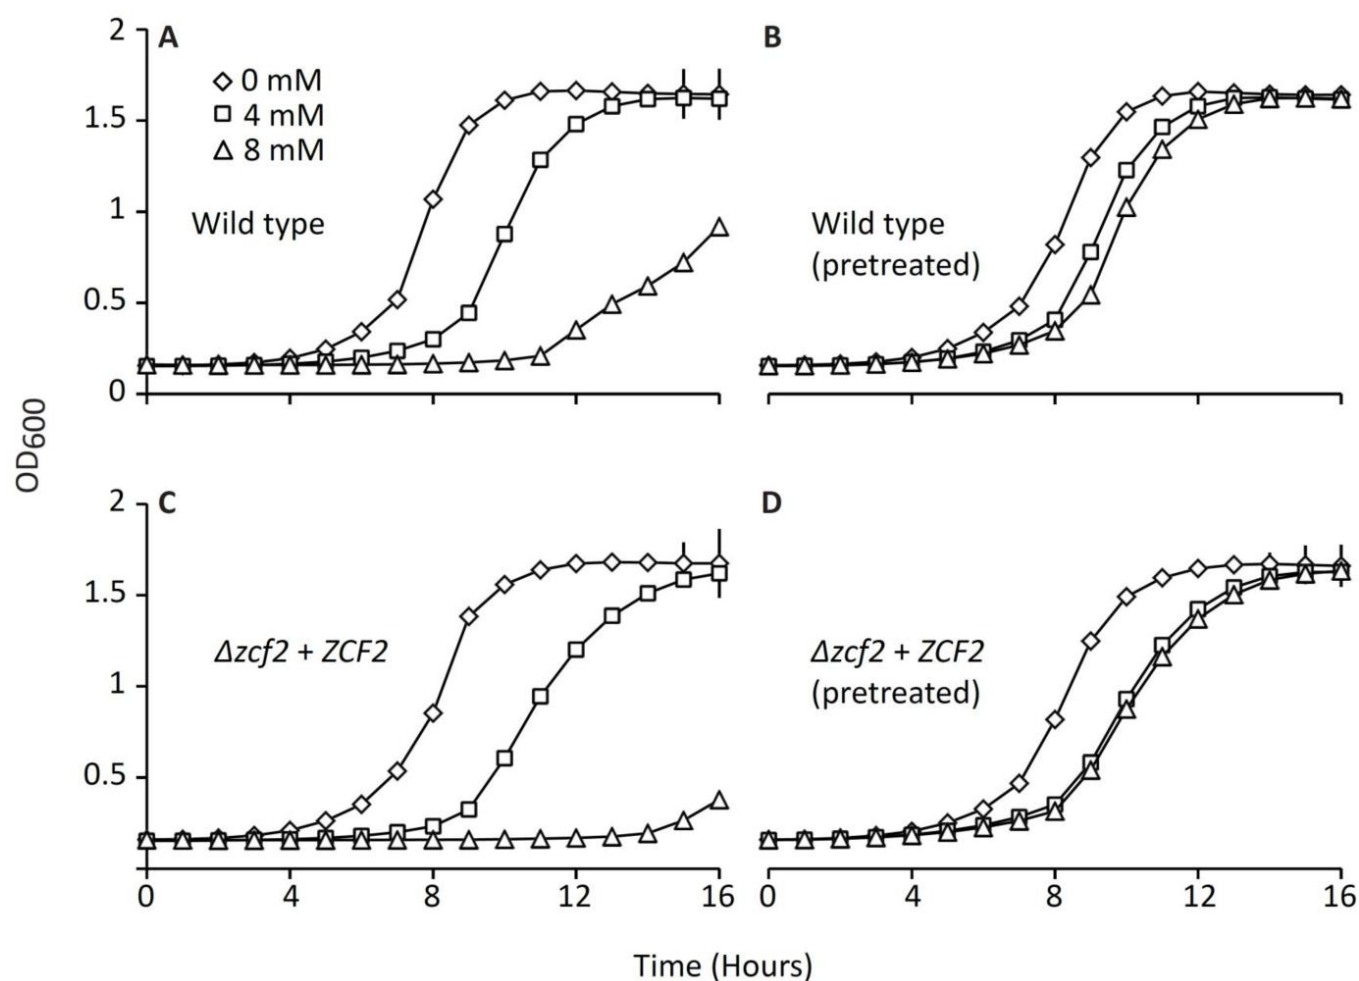 2
A
B
0 mM
4 mM
8 mM
1.5
1
Wild type
Wild type
(pretreated)
0.5
0
OD600
2
C
D
1.5
Δzcf2 + ZCF2
Δzcf2 + ZCF2
(pretreated)
1
0.5
0 4 8 12 16
0 4 8 12 16
Time (Hours)